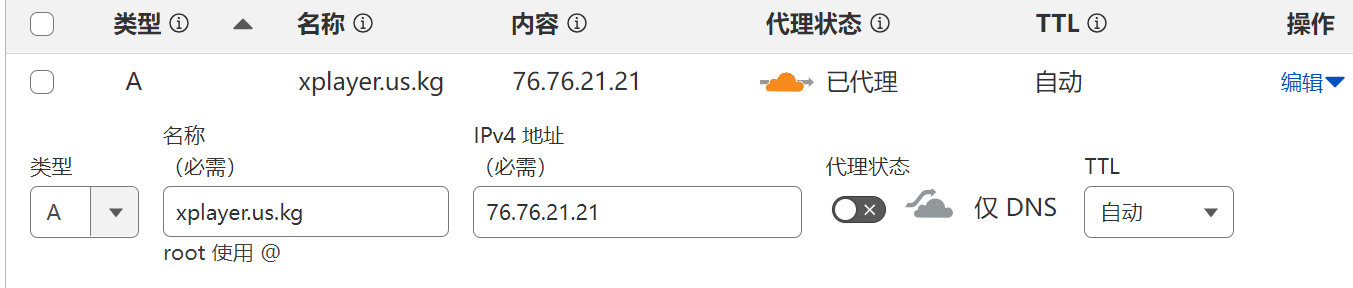 类型 名称 内容 代理状态 TTL 操作
A xplayer.us.kg 76.76.21.21 已代理 自动 编辑
名称 IPv4 地址
类型 （必需） （必需） 代理状态 TTL
A xplayer.us.kg 76.76.21.21 仅 DNS 自动
root 使用 @